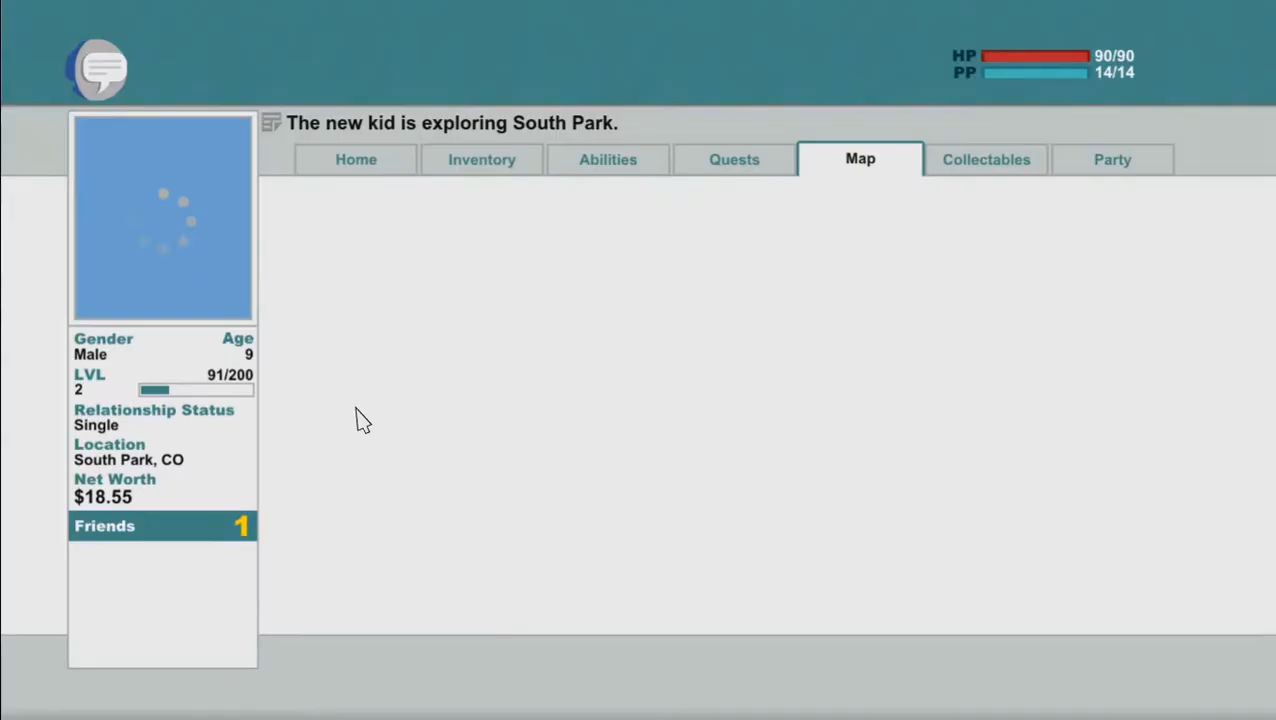 HP 90/90
PP 14/14
The new kid is exploring South Park.
Home Inventory Abilities Quests Map Collectables Party
Gender Age
Male 9
LVL 91/200
2
Relationship Status
Single
Location
South Park, CO
Net Worth
$18.55
Friends 1